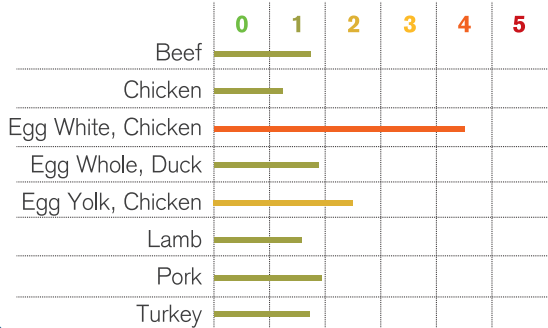 0 1 2 3 4 5
Beef
Chicken
Egg White, Chicken
Egg Whole, Duck
Egg Yolk, Chicken
Lamb
Pork
Turkey